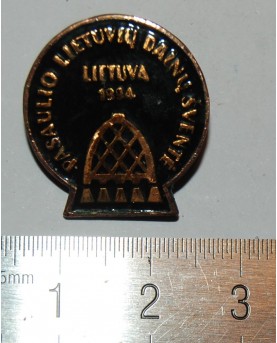 PASAULIO LIETUVIŲ DAINŲ ŠVENTĖ
LIETUVA
1994
5mm 1 2 3